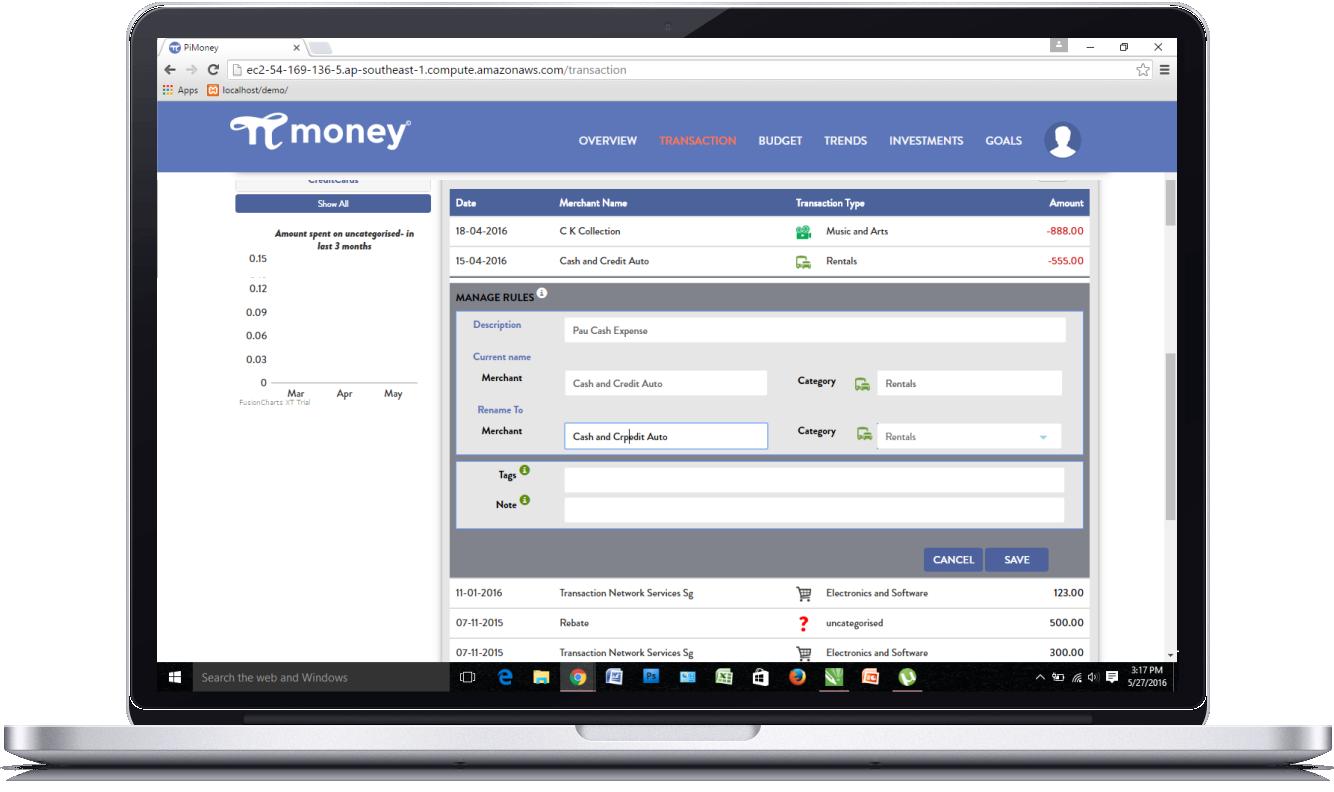 PiMoney
ec2-54-169-136-5.ap-southeast-1.compute.amazonaws.com/transaction
Apps localhost/demo/
money
OVERVIEW TRANSACTION BUDGET TRENDS INVESTMENTS GOALS
CreditCards
Show All
Amount spent on uncategorised- in
last 3 months
0.15
0.12
0.09
0.06
0.03
0
Mar Apr May
FusionCharts XT Trial
Date Merchant Name Transaction Type Amount
18-04-2016 C K Collection Music and Arts -888.00
15-04-2016 Cash and Credit Auto Rentals -555.00
MANAGE RULES
Description Pau Cash Expense
Current name
Merchant Cash and Credit Auto Category Rentals
Rename To
Merchant Cash and Crpedit Auto Category Rentals
Tags
Note
CANCEL SAVE
11-01-2016 Transaction Network Services Sg Electronics and Software 123.00
07-11-2015 Rebate ? uncategorised 500.00
07-11-2015 Transaction Network Services Sg Electronics and Software 300.00
Search the web and Windows
3:17 PM
5/27/2016